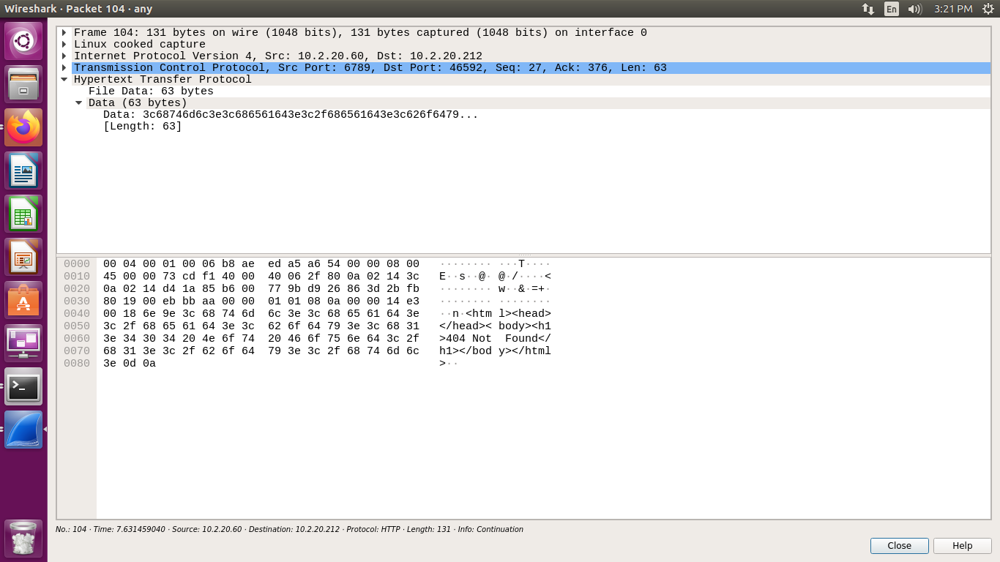 Wireshark · Packet 104 · any
En
3:21 PM
Frame 104: 131 bytes on wire (1048 bits), 131 bytes captured (1048 bits) on interface 0
Linux cooked capture
Internet Protocol Version 4, Src: 10.2.20.60, Dst: 10.2.20.212
Transmission Control Protocol, Src Port: 6789, Dst Port: 46592, Seq: 27, Ack: 376, Len: 63
Hypertext Transfer Protocol
File Data: 63 bytes
Data (63 bytes)
Data: 3c68746d6c3e3c686561643e3c2f686561643e3c626f6479...
[Length: 63]
0000 00 04 00 01 00 06 b8 ae ed a5 a6 54 00 00 08 00 ········ ···T····
0010 45 00 00 73 cd f1 40 00 40 06 2f 80 0a 02 14 3c E··s··@· @·/····<
0020 0a 02 14 d4 1a 85 b6 00 77 9b d9 26 86 3d 2b fb ········ w··&·=+·
0030 80 19 00 eb bb aa 00 00 01 01 08 0a 00 00 14 e3 ········ ········
0040 00 18 6e 9e 3c 68 74 6d 6c 3e 3c 68 65 61 64 3e ··n·<htm l><head>
0050 3c 2f 68 65 61 64 3e 3c 62 6f 64 79 3e 3c 68 31 </head>< body><h1
0060 3e 34 30 34 20 4e 6f 74 20 46 6f 75 6e 64 3c 2f >404 Not  Found</
0070 68 31 3e 3c 2f 62 6f 64 79 3e 3c 2f 68 74 6d 6c h1></bod y></html
0080 3e 0d 0a >··
No.: 104 · Time: 7.631459040 · Source: 10.2.20.60 · Destination: 10.2.20.212 · Protocol: HTTP · Length: 131 · Info: Continuation
Close
Help